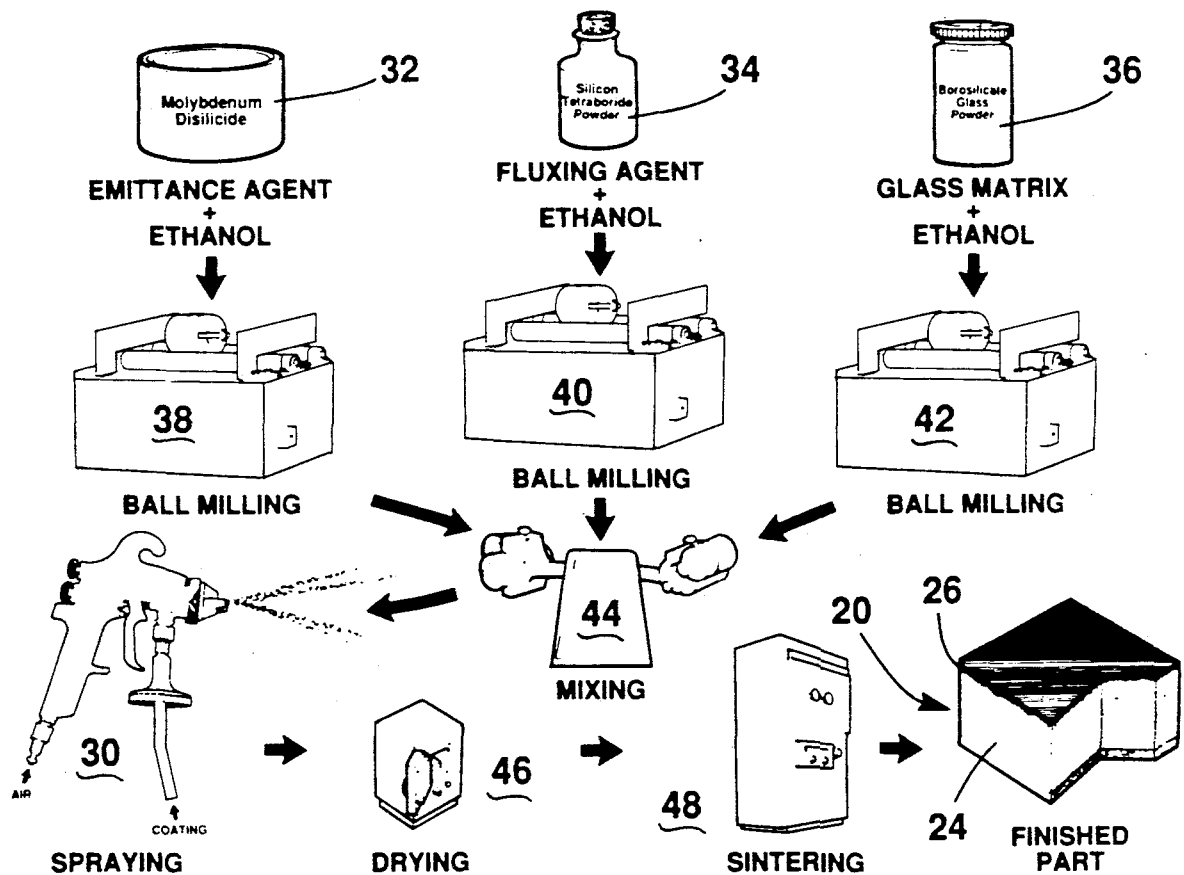 32
34
36
Molybdenum
Disilicide
Silicon
Tetraboride
Powder
Borosilicate
Glass
Powder
EMITTANCE AGENT
+
ETHANOL
FLUXING AGENT
+
ETHANOL
GLASS MATRIX
+
ETHANOL
38
40
42
BALL MILLING
BALL MILLING
BALL MILLING
44
MIXING
20
26
24
30
AIR
COATING
46
48
SPRAYING
DRYING
SINTERING
FINISHED
PART